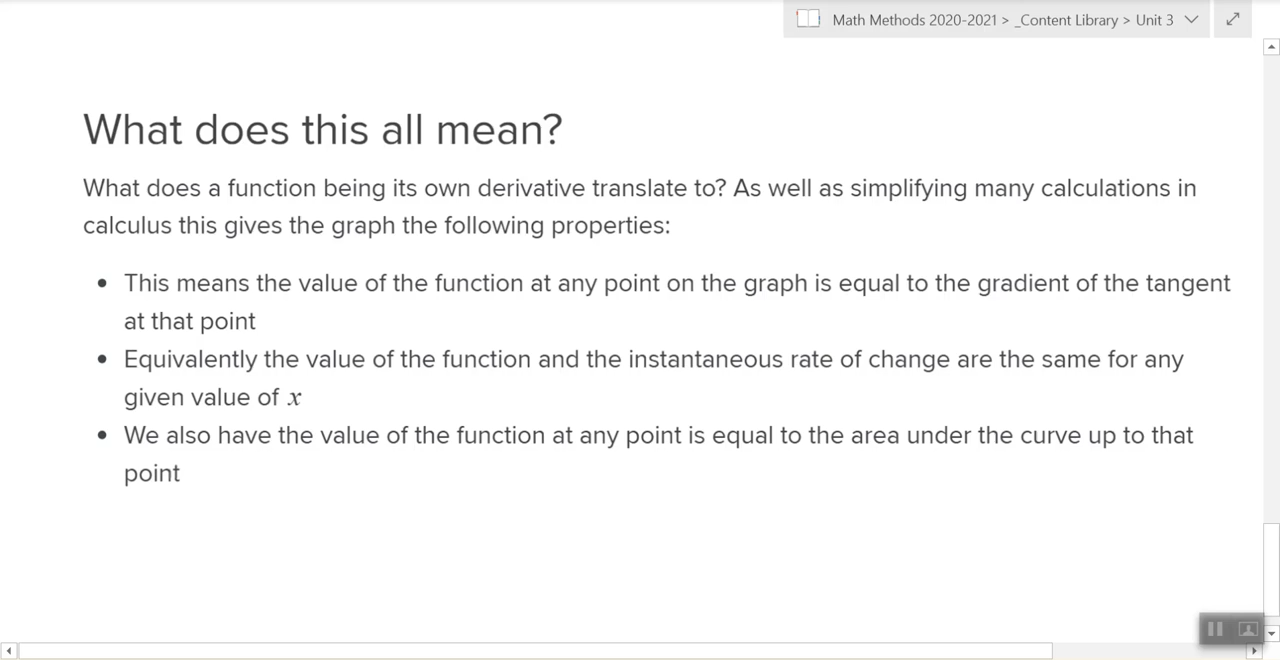 Math Methods 2020-2021 > _Content Library > Unit 3
What does this all mean?
What does a function being its own derivative translate to? As well as simplifying many calculations in
calculus this gives the graph the following properties:
• This means the value of the function at any point on the graph is equal to the gradient of the tangent
at that point
• Equivalently the value of the function and the instantaneous rate of change are the same for any
given value of x
• We also have the value of the function at any point is equal to the area under the curve up to that
point